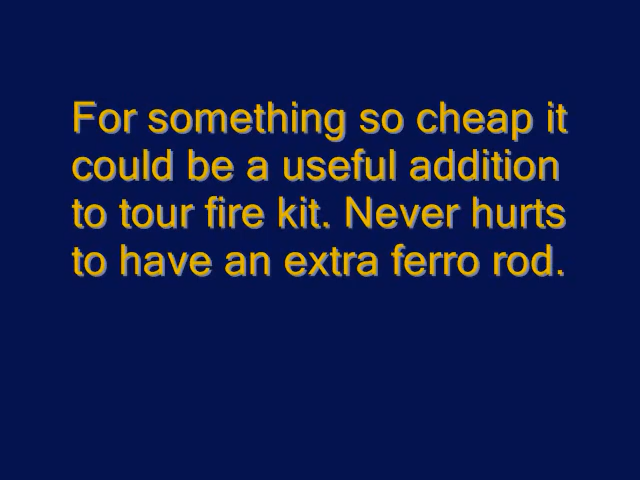 For something so cheap it
could be a useful addition
to tour fire kit. Never hurts
to have an extra ferro rod.